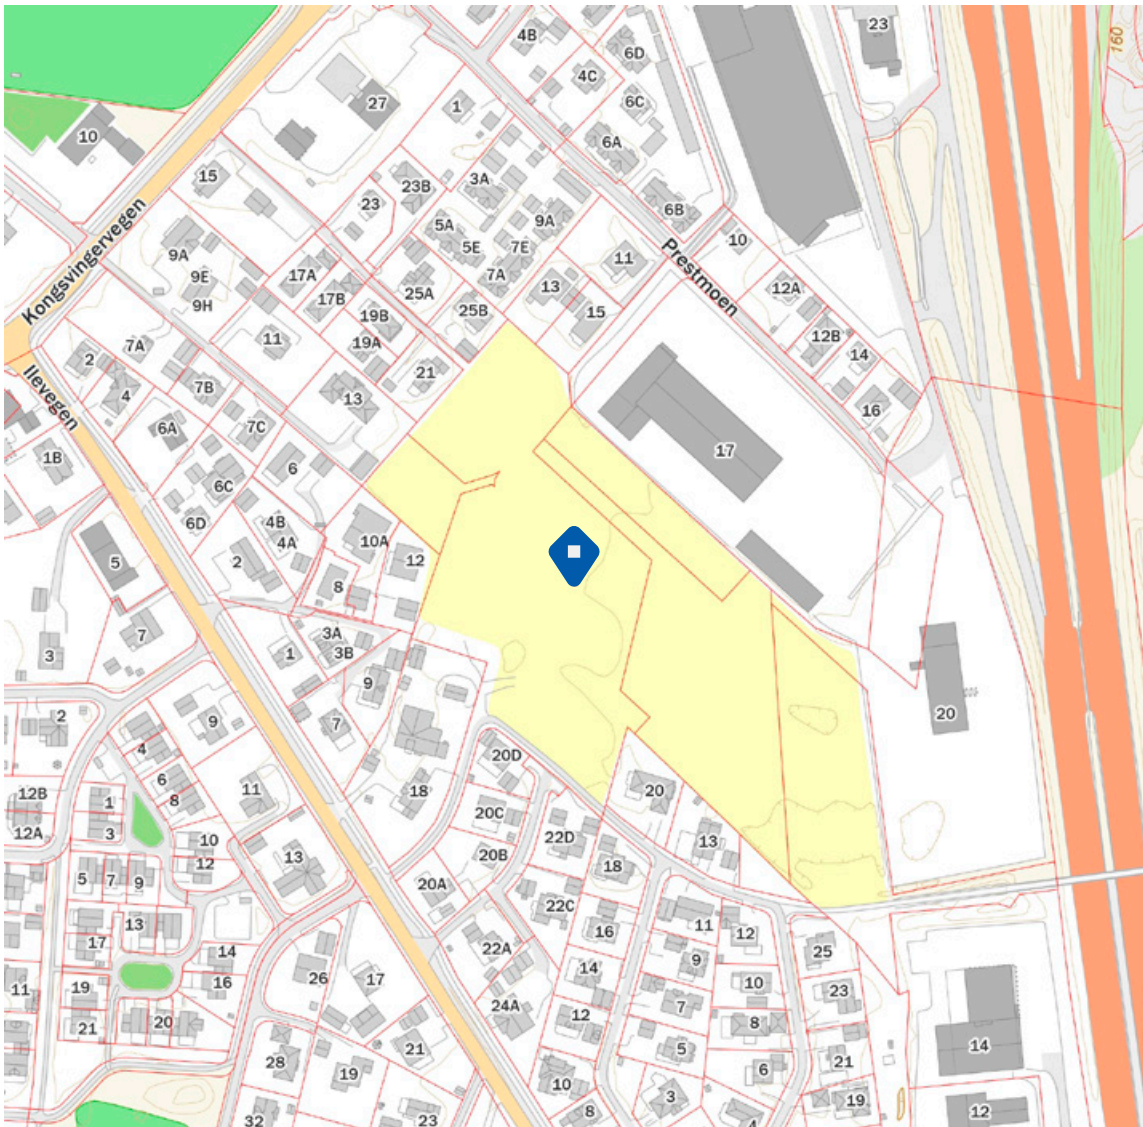 4B
6D
23
160
4C
27
1
6C
10
6A
15
23B
3A
23
6B
9A
5A
10
Kongsvingervegen
9A
5E
7E
Prestmoen
11
9E
17A
7A
13
12A
25A
9H
17B
19B
25B
15
12B
11
7A
19A
14
2
21
7B
4
13
16
Ilevegen
6A
7C
17
1B
6
6C
6D
4B
4A
10A
2
12
5
8
7
3A
3B
1
3
9
20
2
9
7
4
20D
6
18
20
12B
8
11
1
20C
12A
3
10
22D
13
20B
12
13
18
5
7
9
20A
22C
13
11
16
12
17
22A
25
14
9
26
17
14
16
10
11
19
23
7
24A
12
21
20
8
5
21
14
28
19
6
10
3
19
12
8
32
23
4